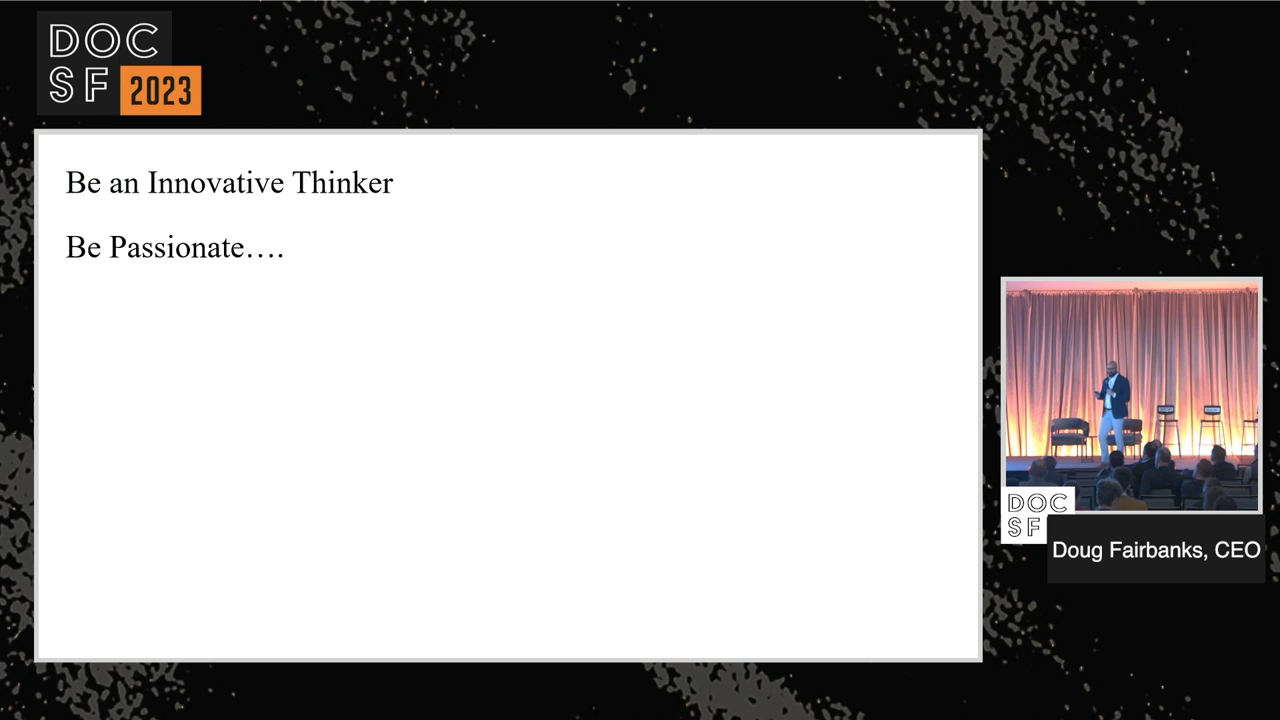 DOC
SF 2023
Be an Innovative Thinker
Be Passionate….
DOC
SF
Doug Fairbanks, CEO